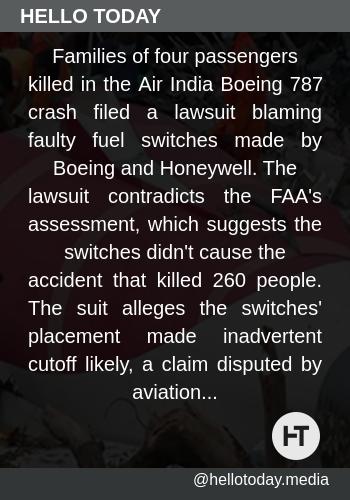 HELLO TODAY
Families of four passengers
killed in the Air India Boeing 787
crash filed a lawsuit blaming
faulty fuel switches made by
Boeing and Honeywell. The
lawsuit contradicts the FAA's
assessment, which suggests the
switches didn't cause the
accident that killed 260 people.
The suit alleges the switches'
placement made inadvertent
cutoff likely, a claim disputed by
aviation...
HT
@hellotoday.media